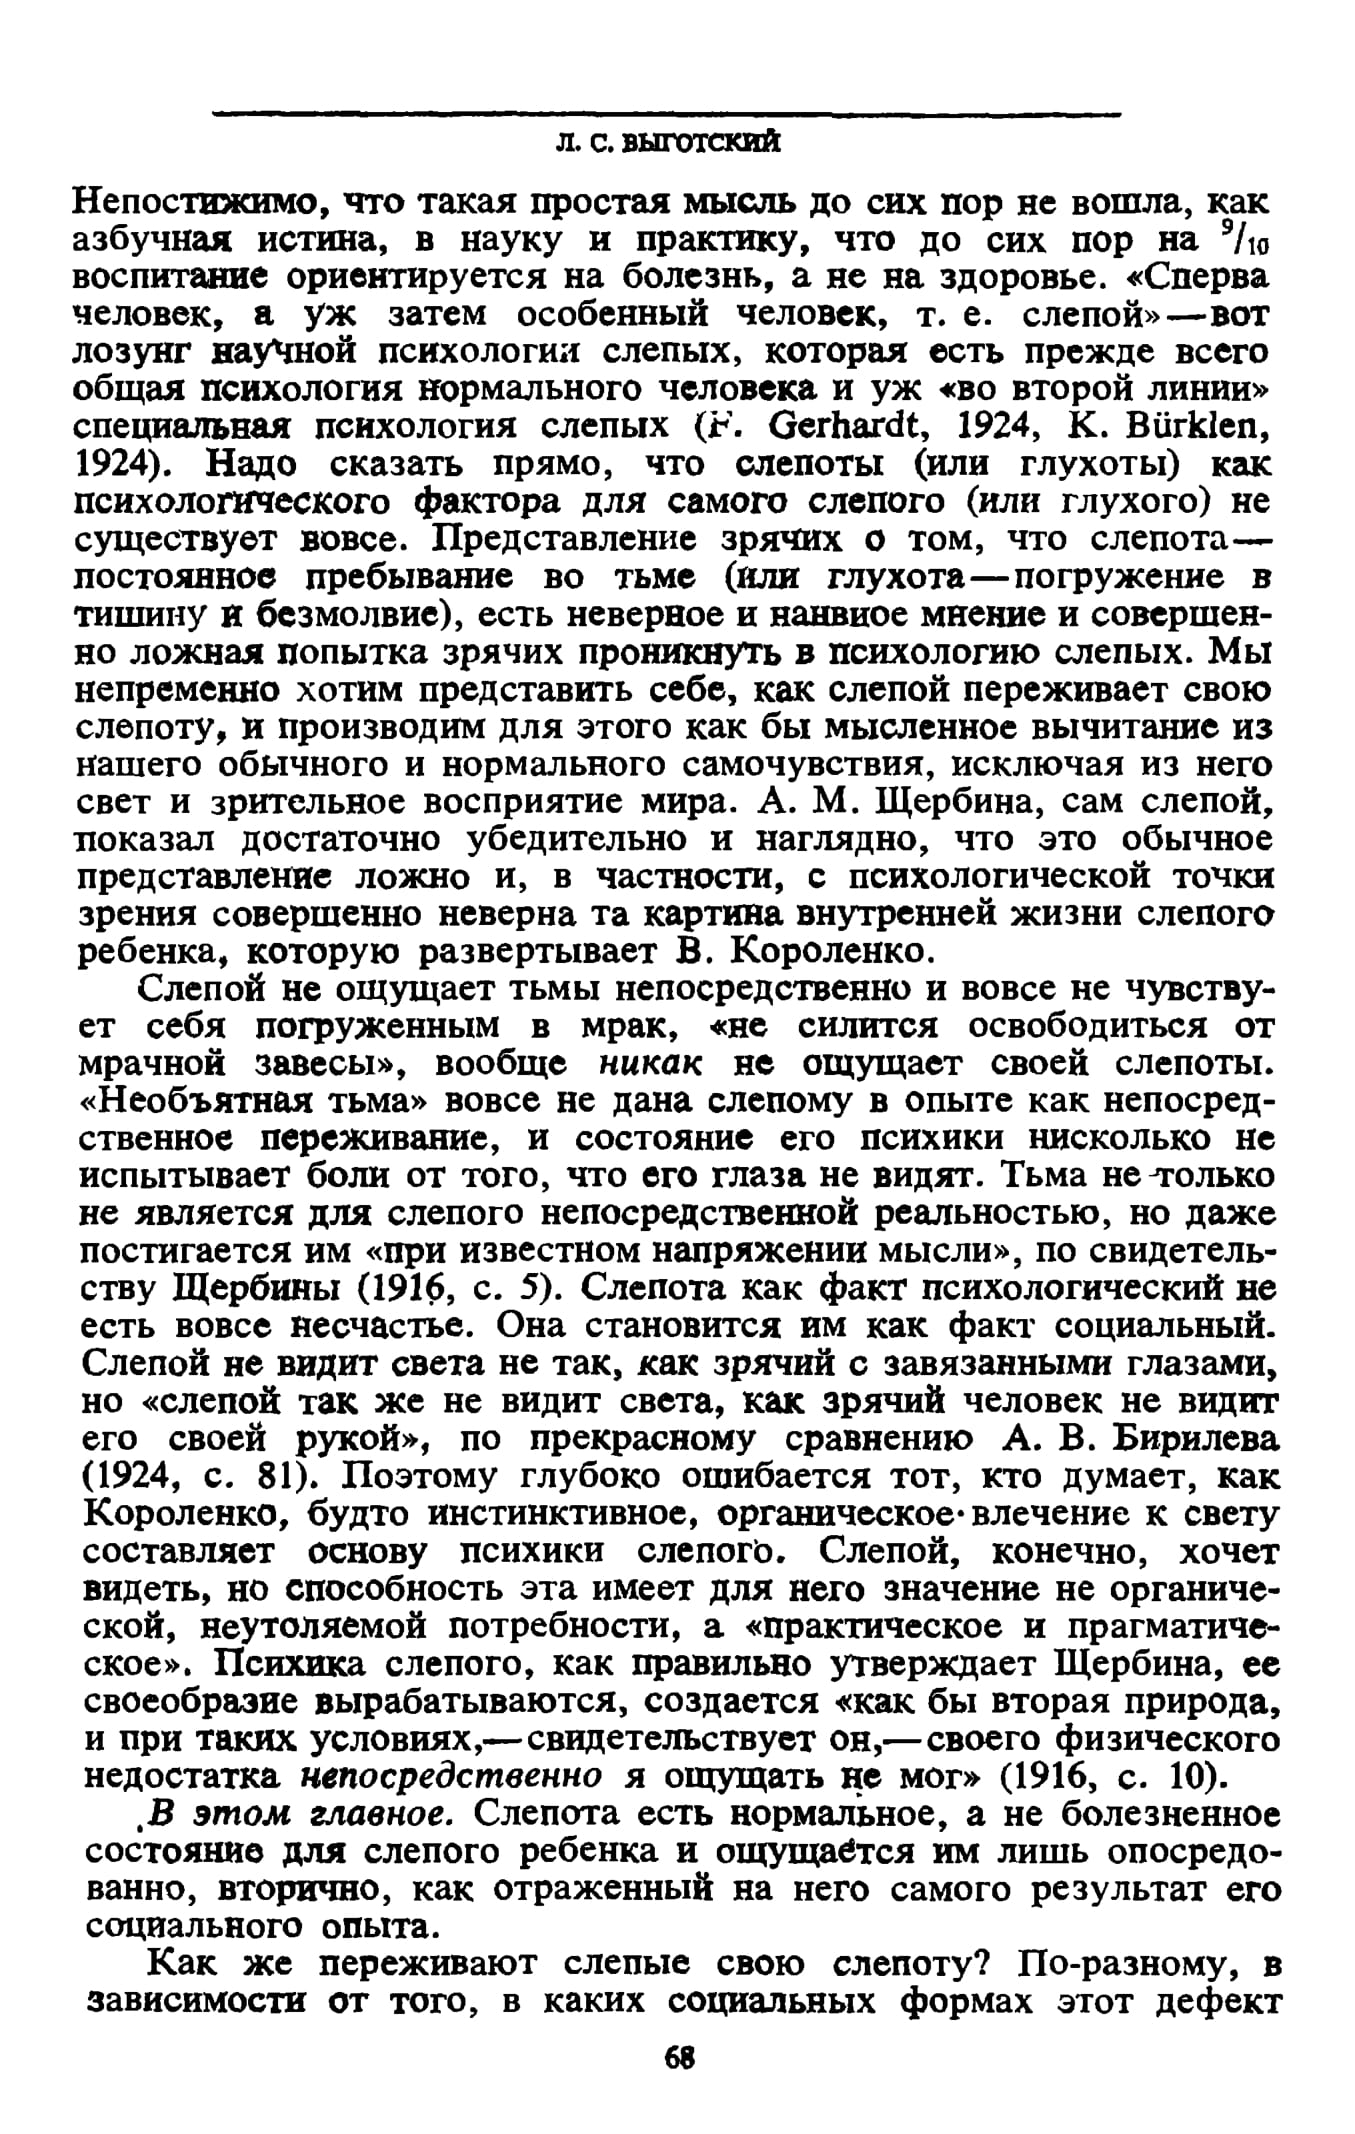 Л. С. ВЫГОТСКИЙ
Непостижимо, что такая простая мысль до сих пор не вошла, как
азбучная истина, в науку и практику, что до сих пор на 9/10
воспитание ориентируется на болезнь, а не на здоровье. «Сперва
человек, а уж затем особенный человек, т. е. слепой»—вот
лозунг научной психологии слепых, которая есть прежде всего
общая психология нормального человека и уж «во второй линии»
специальная психология слепых (F. Gerhardt, 1924, K. Bürklen,
1924). Надо сказать прямо, что слепоты (или глухоты) как
психологического фактора для самого слепого (или глухого) не
существует вовсе. Представление зрячих о том, что слепота—
постоянное пребывание во тьме (или глухота—погружение в
тишину и безмолвие), есть неверное и наивное мнение и совершен-
но ложная попытка зрячих проникнуть в психологию слепых. Мы
непременно хотим представить себе, как слепой переживает свою
слепоту, и производим для этого как бы мысленное вычитание из
нашего обычного и нормального самочувствия, исключая из него
свет и зрительное восприятие мира. А. М. Щербина, сам слепой,
показал достаточно убедительно и наглядно, что это обычное
представление ложно и, в частности, с психологической точки
зрения совершенно неверна та картина внутренней жизни слепого
ребенка, которую развертывает В. Короленко.
Слепой не ощущает тьмы непосредственно и вовсе не чувству-
ет себя погруженным в мрак, «не силится освободиться от
мрачной завесы», вообще никак не ощущает своей слепоты.
«Необъятная тьма» вовсе не дана слепому в опыте как непосред-
ственное переживание, и состояние его психики нисколько не
испытывает боли от того, что его глаза не видят. Тьма не только
не является для слепого непосредственной реальностью, но даже
постигается им «при известном напряжении мысли», по свидетель-
ству Щербины (1916, с. 5). Слепота как факт психологический не
есть вовсе несчастье. Она становится им как факт социальный.
Слепой не видит света не так, как зрячий с завязанными глазами,
но «слепой так же не видит света, как зрячий человек не видит
его своей рукой», по прекрасному сравнению А. В. Бирилева
(1924, с. 81). Поэтому глубоко ошибается тот, кто думает, как
Короленко, будто инстинктивное, органическое влечение к свету
составляет основу психики слепого. Слепой, конечно, хочет
видеть, но способность эта имеет для него значение не органиче-
ской, неутоляемой потребности, а «практическое и прагматиче-
ское». Психика слепого, как правильно утверждает Щербина, ее
своеобразие вырабатываются, создается «как бы вторая природа,
и при таких условиях,—свидетельствует он,—своего физического
недостатка непосредственно я ощущать не мог» (1916, с. 10).
В этом главное. Слепота есть нормальное, а не болезненное
состояние для слепого ребенка и ощущается им лишь опосредо-
ванно, вторично, как отраженный на него самого результат его
социального опыта.
Как же переживают слепые свою слепоту? По-разному, в
зависимости от того, в каких социальных формах этот дефект
68